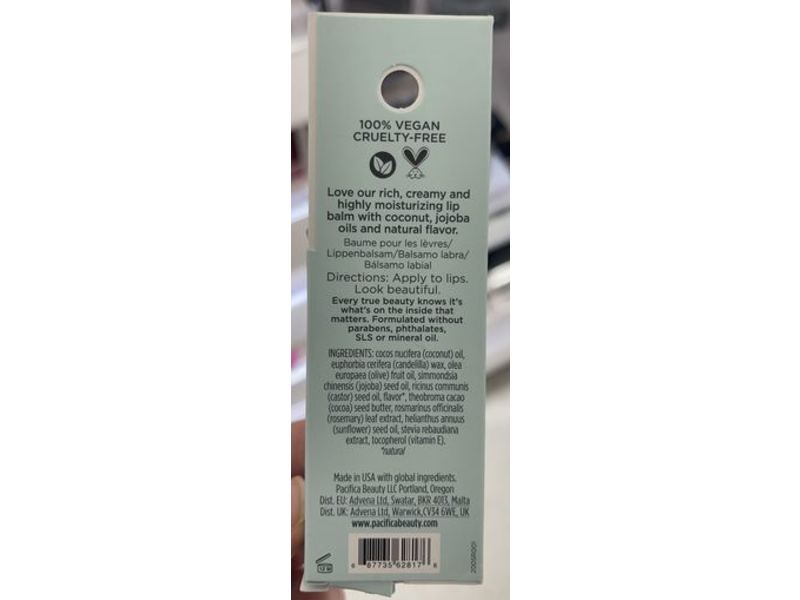 100% VEGAN
CRUELTY-FREE
Love our rich, creamy and
highly moisturizing lip
balm with coconut, jojoba
oils and natural flavor.
Baume pour les lèvres/
Lippenbalsam/Balsamo labra/
Bálsamo labial
Directions: Apply to lips.
Look beautiful.
Every true beauty knows it's
what's on the inside that
matters. Formulated without
parabens, phthalates,
SLS or mineral oil.
INGREDIENTS: cocos nucifera (coconut) oil,
euphorbia cerifera (candelilla) wax, olea
europaea (olive) fruit oil, simmondsia
chinensis (jojoba) seed oil, ricinus communis
(castor) seed oil, flavor*, theobroma cacao
(cocoa) seed butter, rosmarinus officinalis
(rosemary) leaf extract, helianthus annuus
(sunflower) seed oil, stevia rebaudiana
extract, tocopherol (vitamin E).
*natural
Made in USA with global ingredients.
Pacifica Beauty LLC Portland, Oregon
Dist. EU: Advena Ltd, Swatar, BKR 4013, Malta
Dist. UK: Advena Ltd, Warwick,CV34 6WE, UK
www.pacificabeauty.com
12 M
6 87735 62817 6